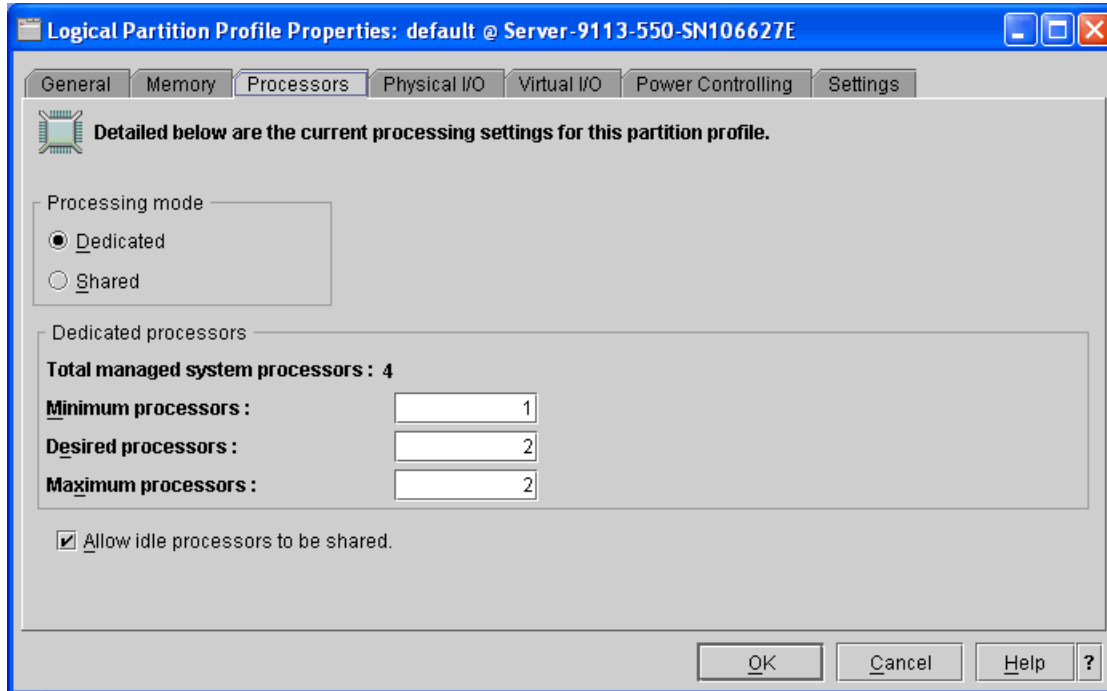 Logical Partition Profile Properties: default @ Server-9113-550-SN106627E
General Memory Processors Physical I/O Virtual I/O Power Controlling Settings
Detailed below are the current processing settings for this partition profile.
Processing mode
Dedicated
Shared
Dedicated processors
Total managed system processors : 4
Minimum processors : 1
Desired processors : 2
Maximum processors : 2
Allow idle processors to be shared.
OK Cancel Help ?